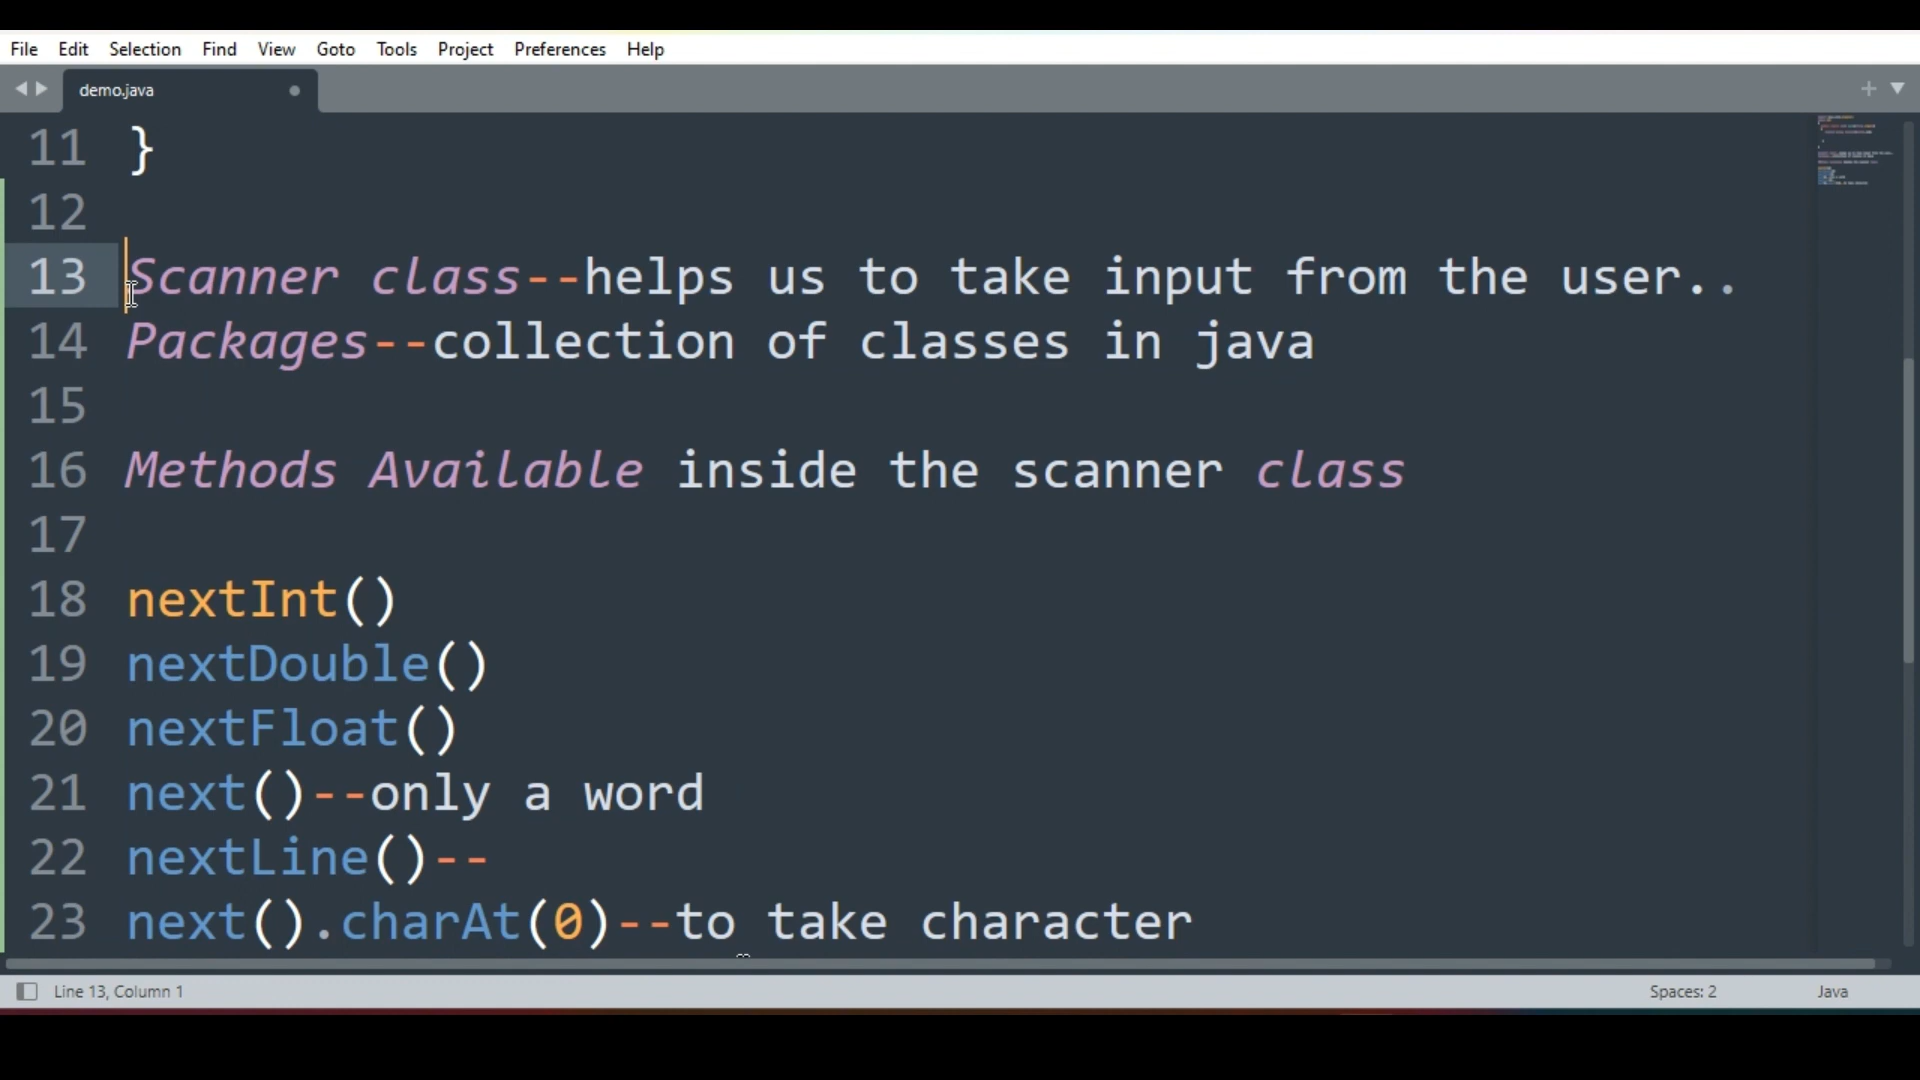 File Edit Selection Find View Goto Tools Project Preferences Help
demo.java
11 }
12
13 Scanner class--helps us to take input from the user..
14 Packages--collection of classes in java
15
16 Methods Available inside the scanner class
17
18 nextInt()
19 nextDouble()
20 nextFloat()
21 next()--only a word
22 nextLine()--
23 next().charAt(0)--to take character
Line 13, Column 1 Spaces: 2 Java